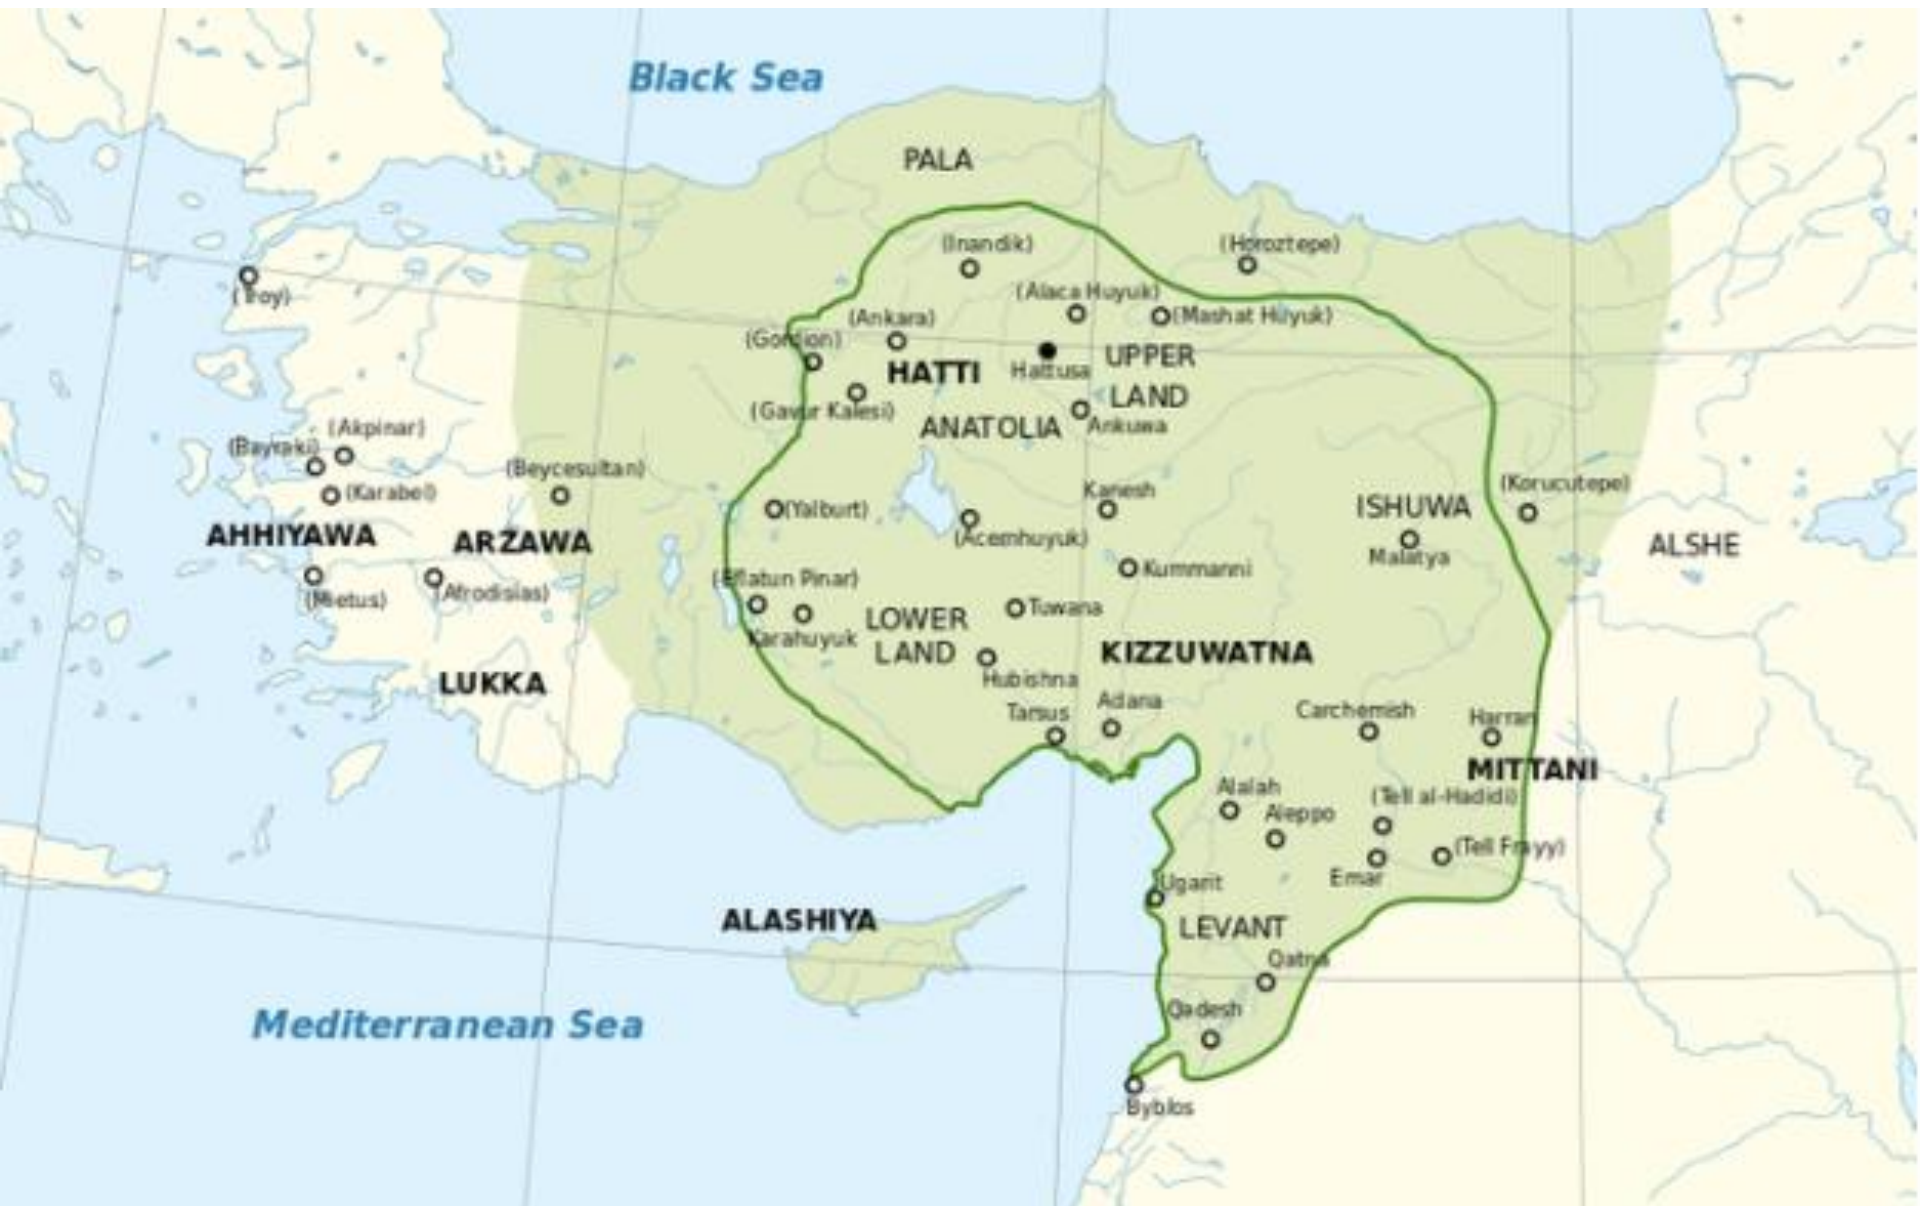 Black Sea
PALA
(Inandik)
(Horoztepe)
(Troy)
(Alaca Huyuk)
(Ankara)
(Mashat Huyuk)
(Gordion)
HATTI
Hattusa
UPPER
LAND
(Gavur Kalesi)
ANATOLIA
Ankuwa
(Akpinar)
(Bayraki)
(Karabel)
(Beycesultan)
Kanesh
(Korucutepe)
(Yalburt)
ISHUWA
AHHIYAWA
ARZAWA
(Acemhuyuk)
Malatya
ALSHE
Kummanni
(Eflatun Pinar)
(Mietus)
(Afrodisias)
LOWER
LAND
Tuwana
Karahuyuk
KIZZUWATNA
LUKKA
Hubishna
Adana
Tarsus
Carchemish
Harran
MITTANI
Alalah
(Tell al-Hadidi)
Aleppo
(Tell Frayy)
Emar
Ugarit
ALASHIYA
LEVANT
Qatna
Qadesh
Mediterranean Sea
Byblos